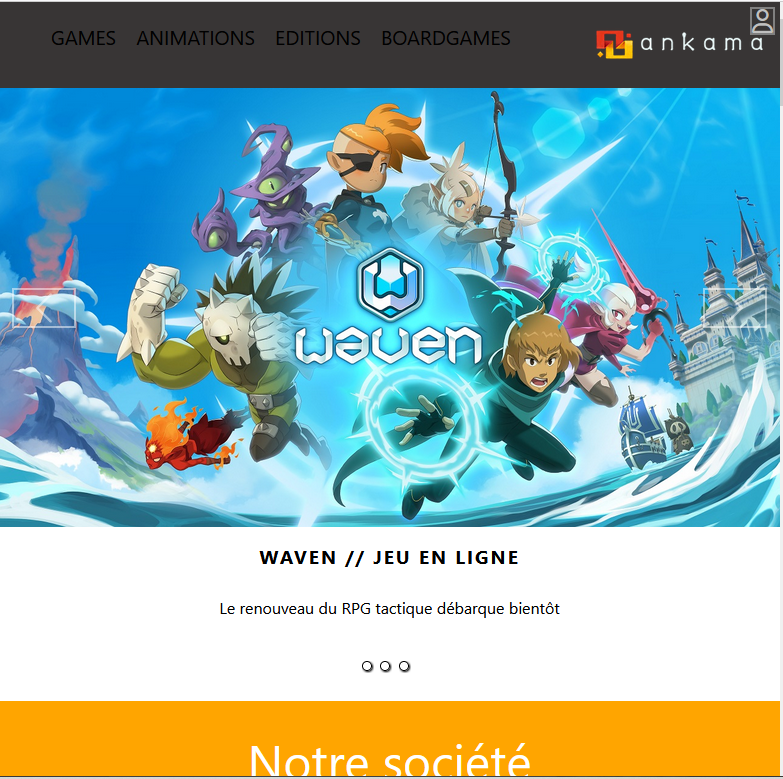 GAMES ANIMATIONS EDITIONS BOARDGAMES
ankama
waven
WAVEN // JEU EN LIGNE
Le renouveau du RPG tactique débarque bientôt
Notre société